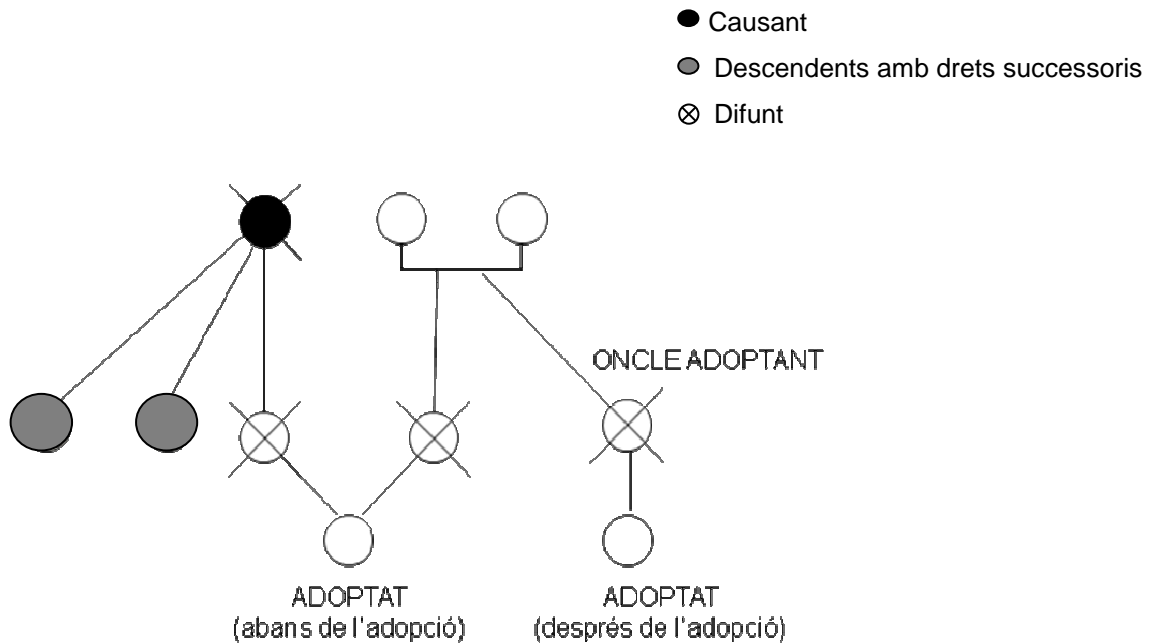 Causant
Descendents amb drets successoris
Difunt
ONCLE ADOPTANT
ADOPTAT
(abans de l'adopció)
ADOPTAT
(després de l'adopció)